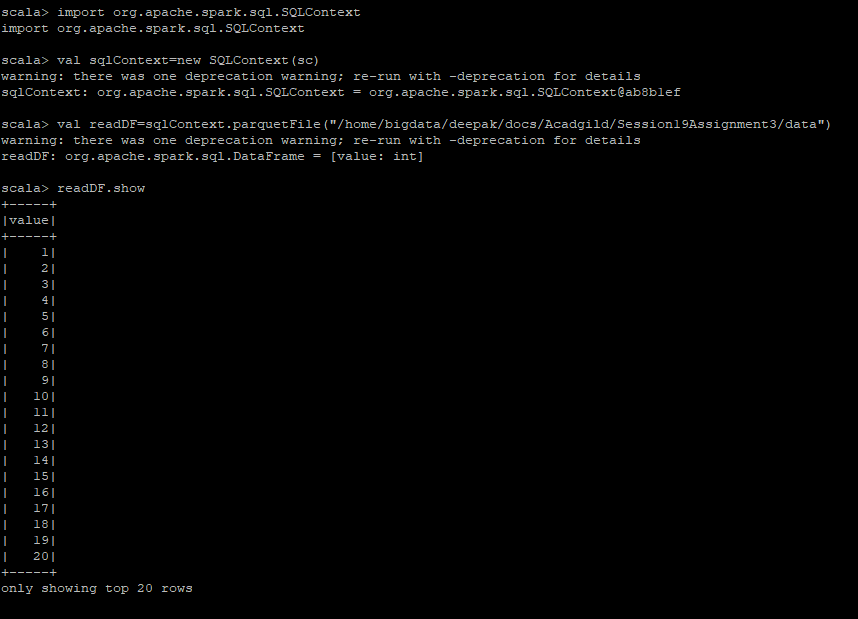 scala> import org.apache.spark.sql.SQLContext
import org.apache.spark.sql.SQLContext
scala> val sqlContext=new SQLContext(sc)
warning: there was one deprecation warning; re-run with -deprecation for details
sqlContext: org.apache.spark.sql.SQLContext = org.apache.spark.sql.SQLContext@ab8b1ef
scala> val readDF=sqlContext.parquetFile("/home/bigdata/deepak/docs/Acadgild/Session19Assignment3/data")
warning: there was one deprecation warning; re-run with -deprecation for details
readDF: org.apache.spark.sql.DataFrame = [value: int]
scala> readDF.show
+-----+
|value|
+-----+
|    1|
|    2|
|    3|
|    4|
|    5|
|    6|
|    7|
|    8|
|    9|
|   10|
|   11|
|   12|
|   13|
|   14|
|   15|
|   16|
|   17|
|   18|
|   19|
|   20|
+-----+
only showing top 20 rows